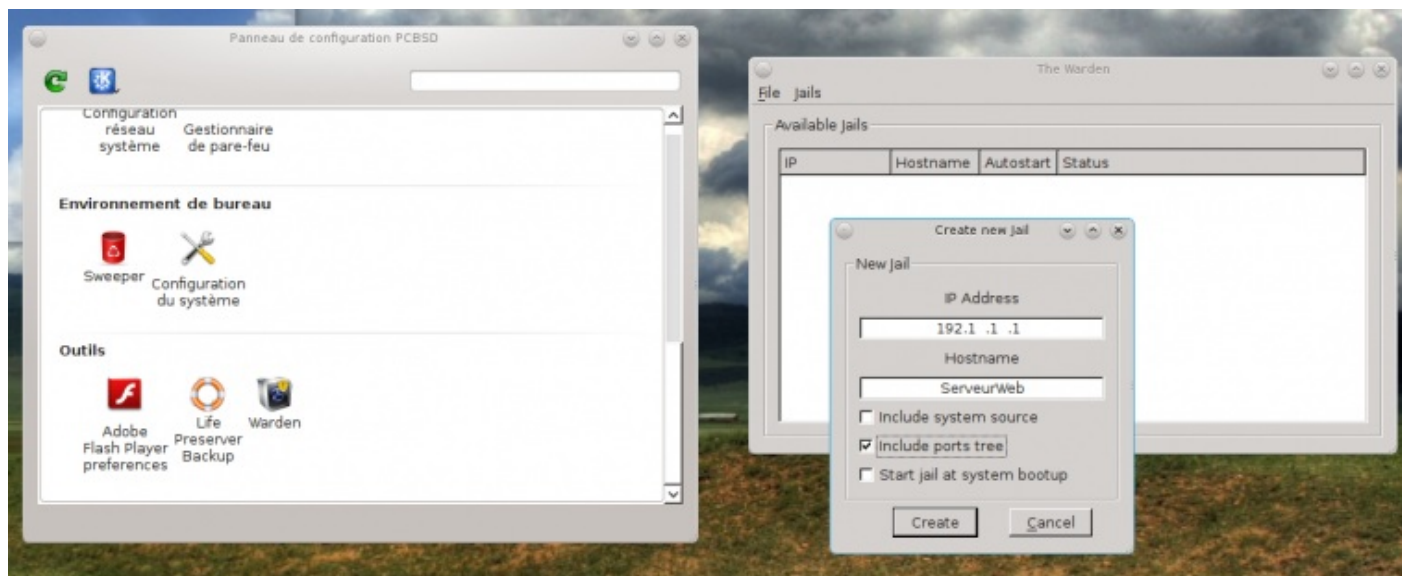 Panneau de configuration PCBSD
Configuration
réseau
système
Gestionnaire
de pare-feu
Environnement de bureau
Sweeper
Configuration
du système
Outils
Adobe
Flash Player
preferences
Life
Preserver
Backup
Warden
The Warden
File Jails
Available Jails
IP Hostname Autostart Status
Create new Jail
New Jail
IP Address
192.1 .1 .1
Hostname
ServeurWeb
Include system source
Include ports tree
Start jail at system bootup
Create Cancel